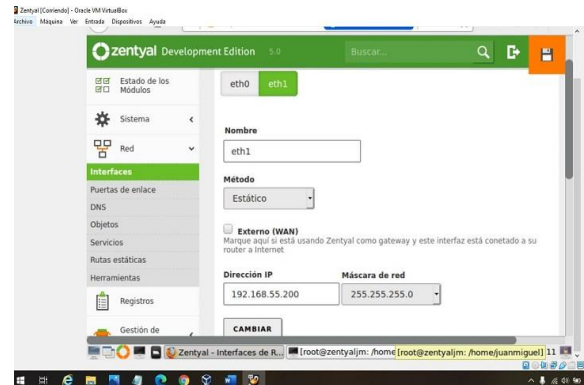 Zentyal [Corriendo] - Oracle VM VirtualBox
Archivo Máquina Ver Entrada Dispositivos Ayuda
zentyal Development Edition 5.0
Buscar...
Estado de los
Módulos
Sistema
Red
Interfaces
Puertas de enlace
DNS
Objetos
Servicios
Rutas estáticas
Herramientas
Registros
Gestión de
eth0 eth1
Nombre
eth1
Método
Estático
Externo (WAN)
Marque aquí si está usando Zentyal como gateway y este interfaz está conetado a su
router a Internet
Dirección IP Máscara de red
192.168.55.200 255.255.255.0
CAMBIAR
Zentyal - Interfaces de R... [root@zentyaljm: /home [root@zentyaljm: /home/juanmiguel] 11